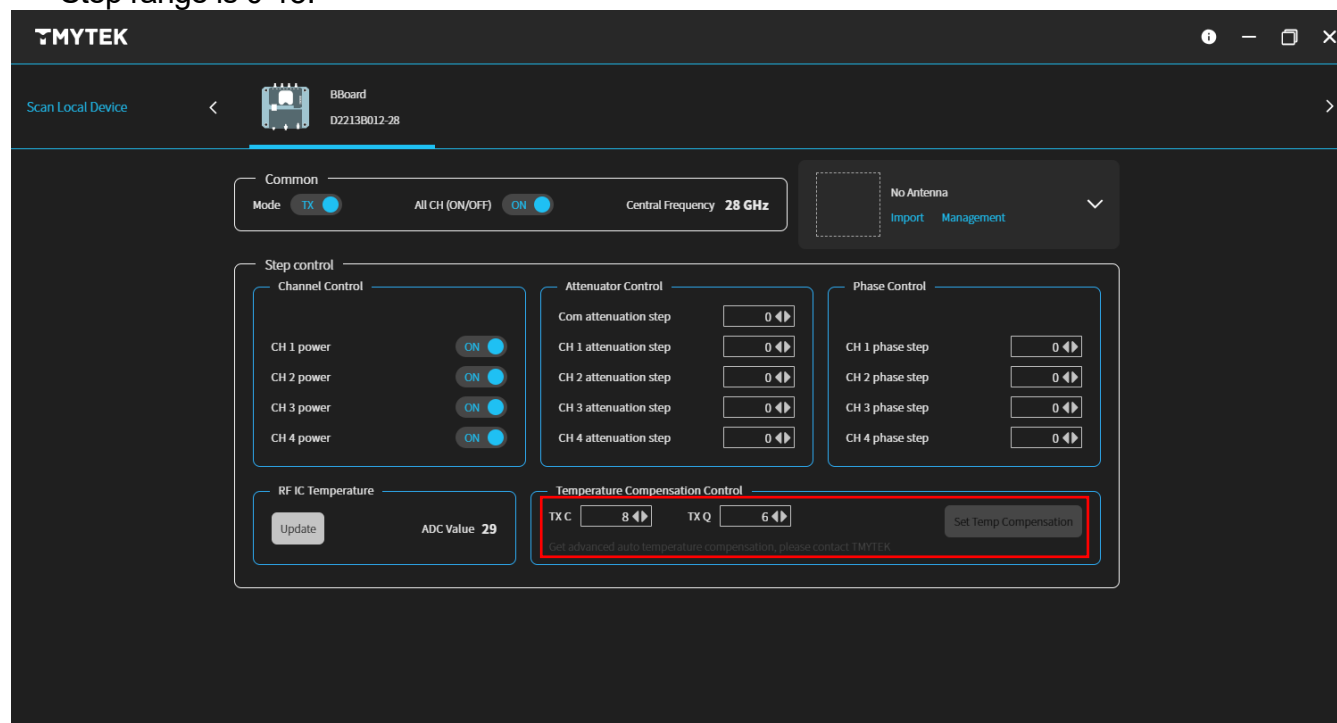 Step range is 0-15.
TMYTEK
Scan Local Device
BBoard
D2213B012-28
Common
Mode TX All CH (ON/OFF) ON Central Frequency 28 GHz
No Antenna
Import Management
Step control
Channel Control
CH 1 power ON
CH 2 power ON
CH 3 power ON
CH 4 power ON
Attenuator Control
Com attenuation step 0
CH 1 attenuation step 0
CH 2 attenuation step 0
CH 3 attenuation step 0
CH 4 attenuation step 0
Phase Control
CH 1 phase step 0
CH 2 phase step 0
CH 3 phase step 0
CH 4 phase step 0
RF IC Temperature
Update ADC Value 29
Temperature Compensation Control
TX C 8 TX Q 6 Set Temp Compensation
Get advanced auto temperature compensation, please contact TMYTEK